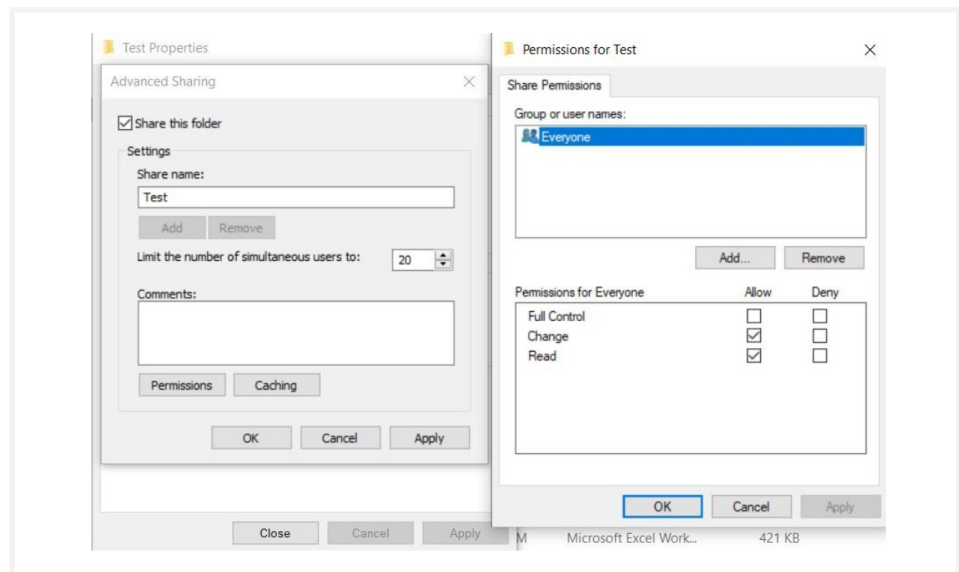 Test Properties
Advanced Sharing
Share this folder
Settings
Share name:
Test
Add Remove
Limit the number of simultaneous users to: 20
Comments:
Permissions Caching
OK Cancel Apply
Close Cancel Apply
Permissions for Test
Share Permissions
Group or user names:
Everyone
Add... Remove
Permissions for Everyone Allow Deny
Full Control
Change
Read
OK Cancel Apply
M Microsoft Excel Work... 421 KB